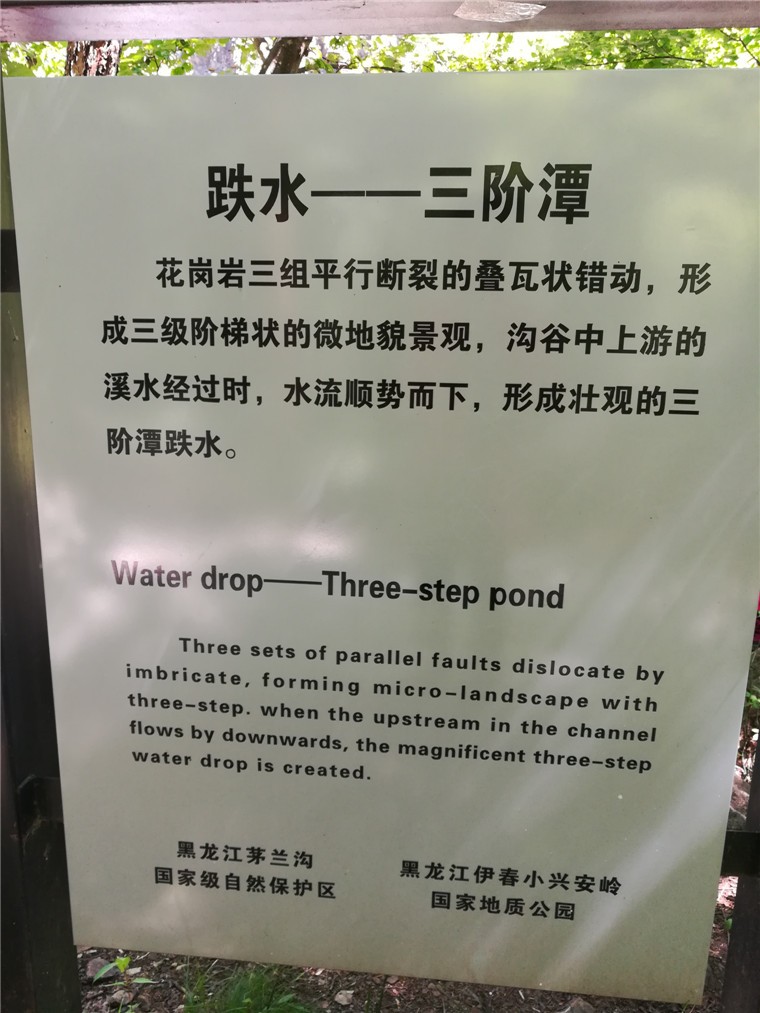 跌水——三阶潭
花岗岩三组平行断裂的叠瓦状错动，形
成三级阶梯状的微地貌景观，沟谷中上游的
溪水经过时，水流顺势而下，形成壮观的三
阶潭跌水。
Water drop——Three-step pond
Three sets of parallel faults dislocate by
imbricate, forming micro-landscape with
three-step. when the upstream in the channel
flows by downwards, the magnificent three-step
water drop is created.
黑龙江茅兰沟
国家级自然保护区
黑龙江伊春小兴安岭
国家地质公园